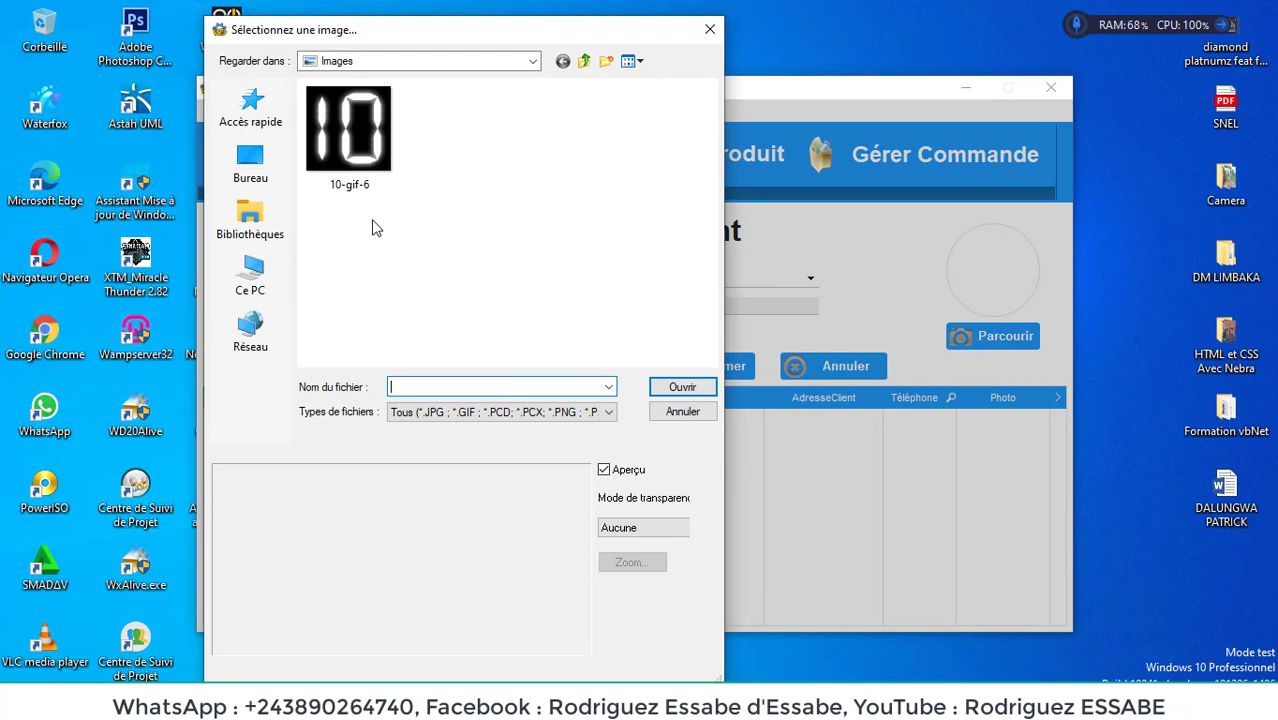 Corbeille
Adobe
Photoshop C...
Waterfox
Astah UML
Microsoft Edge
Assistant Mise à
jour de Windo...
Navigateur Opera
XTM_Miracle
Thunder 2.82
Google Chrome
Wampserver32
WhatsApp
WD20Alive
PowerISO
Centre de Suivi
de Projet
SMADAV
WxAlive.exe
VLC media player
Centre de Suivi
de Projet
Sélectionnez une image...
Regarder dans :
Images
Accès rapide
Bureau
Bibliothèques
Ce PC
Réseau
10
10-gif-6
Nom du fichier :
Ouvrir
Types de fichiers :
Tous (*.JPG ; *.GIF ; *.PCD; *.PCX; *.PNG ; *.P
Annuler
Aperçu
Mode de transparenc
Aucune
Zoom...
roduit
Gérer Commande
nt
Parcourir
mer
Annuler
AdresseClient
Téléphone
Photo
RAM: 68% CPU: 100%
diamond
platnumz feat f...
PDF
SNEL
Camera
DM LIMBAKA
HTML et CSS
Avec Nebra
Formation vbNet
DALUNGWA
PATRICK
Mode test
Windows 10 Professionnel
WhatsApp : +243890264740, Facebook : Rodriguez Essabe d'Essabe, YouTube : Rodriguez ESSABE